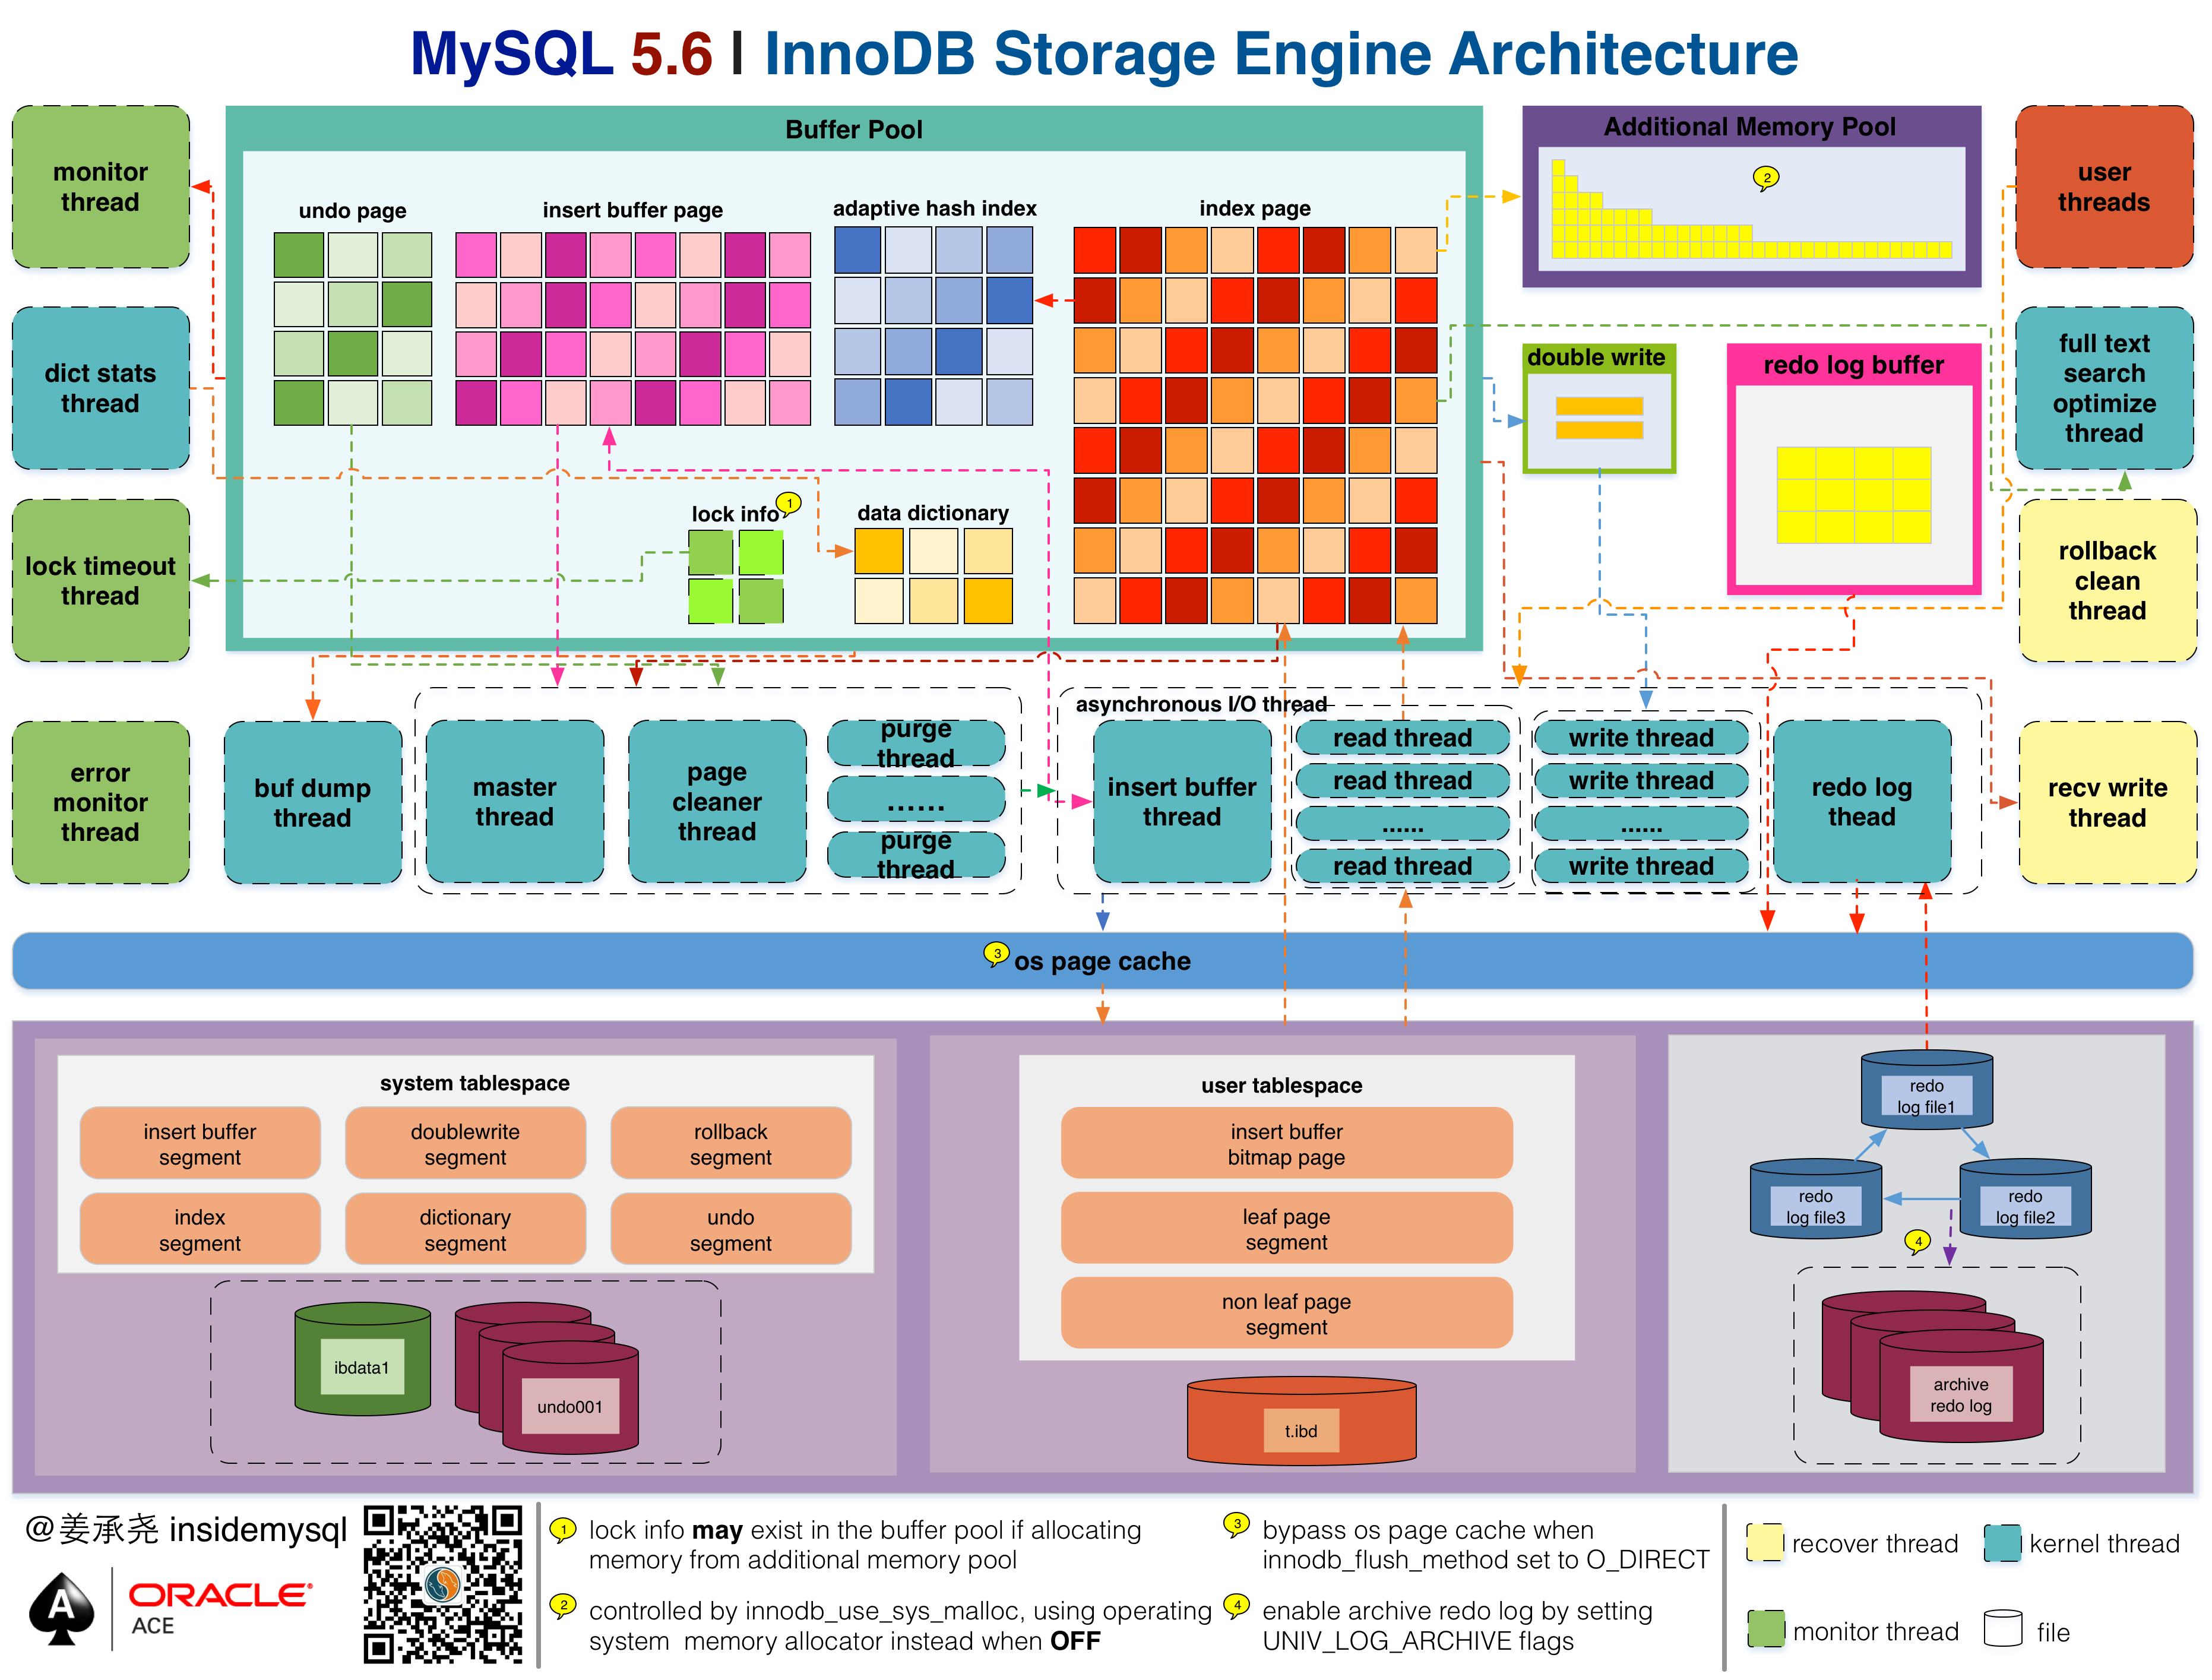 MySQL 5.6 | InnoDB Storage Engine Architecture
monitor
thread
Buffer Pool
Additional Memory Pool
2
user
threads
undo page
insert buffer page
adaptive hash index
index page
dict stats
thread
double write
redo log buffer
full text
search
optimize
thread
lock info
1
data dictionary
lock timeout
thread
rollback
clean
thread
error
monitor
thread
buf dump
thread
master
thread
page
cleaner
thread
purge
thread
......
purge
thread
asynchronous I/O thread
insert buffer
thread
read thread
read thread
......
read thread
write thread
write thread
......
write thread
redo log
thead
recv write
thread
3
os page cache
system tablespace
insert buffer
segment
doublewrite
segment
rollback
segment
index
segment
dictionary
segment
undo
segment
ibdata1
undo001
user tablespace
insert buffer
bitmap page
leaf page
segment
non leaf page
segment
t.ibd
redo
log file1
redo
log file3
redo
log file2
4
archive
redo log
@姜承尧 insidemysql
A
ORACLE®
ACE
1 lock info may exist in the buffer pool if allocating
memory from additional memory pool
2 controlled by innodb_use_sys_malloc, using operating
system memory allocator instead when OFF
3 bypass os page cache when
innodb_flush_method set to O_DIRECT
4 enable archive redo log by setting
UNIV_LOG_ARCHIVE flags
recover thread
kernel thread
monitor thread
file